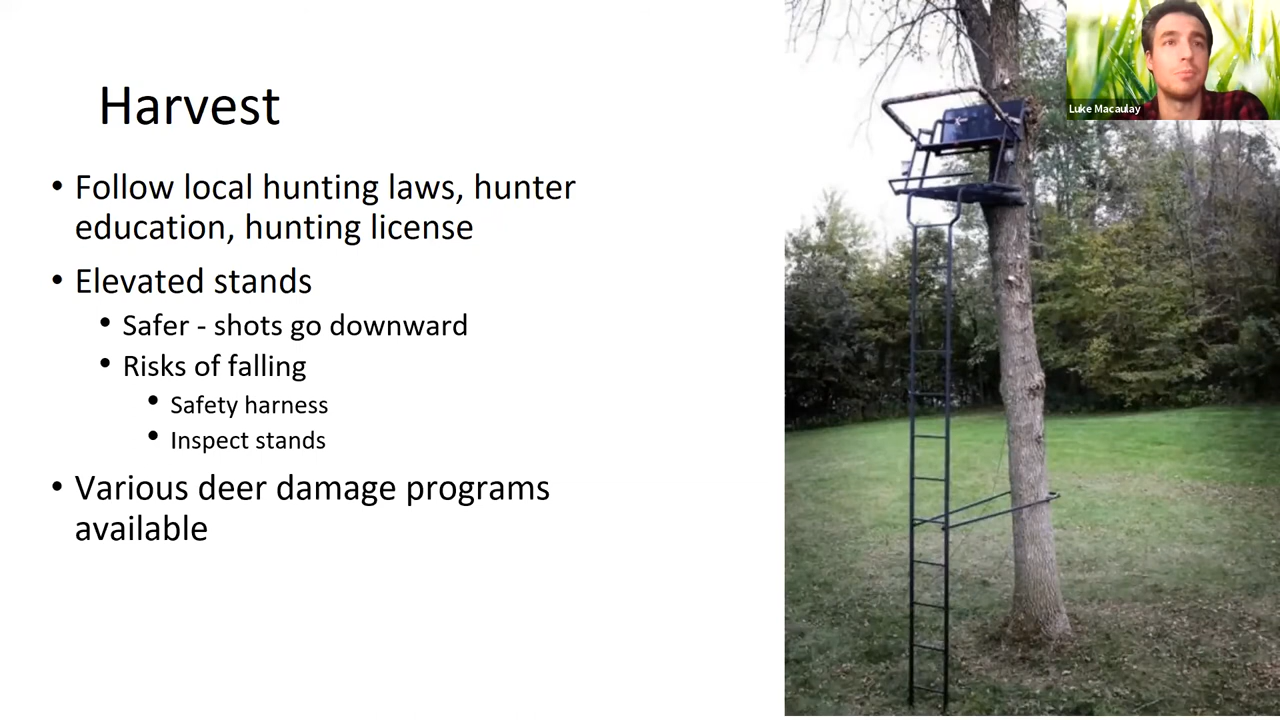 Harvest
• Follow local hunting laws, hunter
education, hunting license
• Elevated stands
• Safer - shots go downward
• Risks of falling
• Safety harness
• Inspect stands
• Various deer damage programs
available
Luke Macaulay